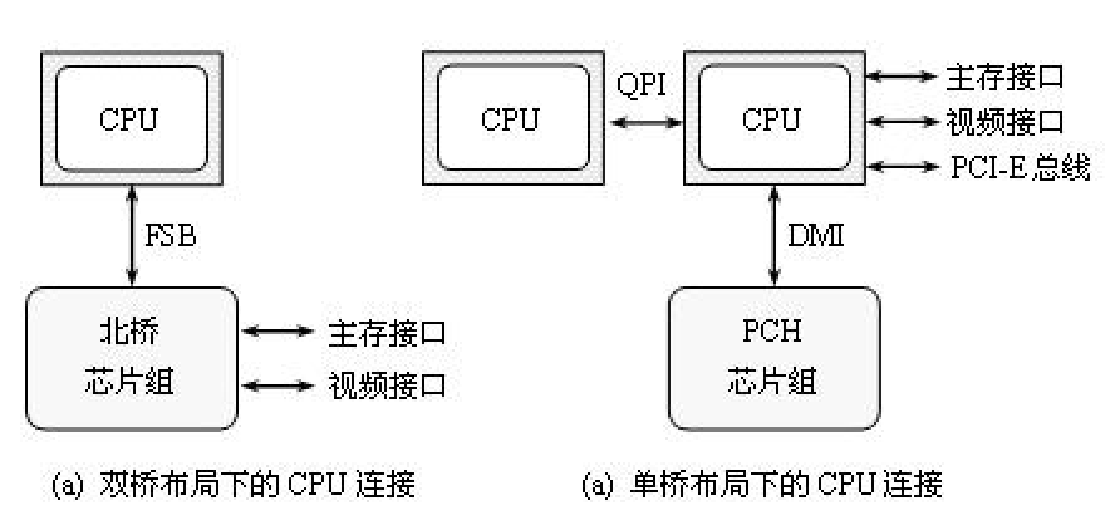 CPU
FSB
北桥
芯片组
主存接口
视频接口
(a) 双桥布局下的 CPU 连接
CPU
QPI
CPU
主存接口
视频接口
PCI-E 总线
DMI
PCH
芯片组
(a) 单桥布局下的 CPU 连接